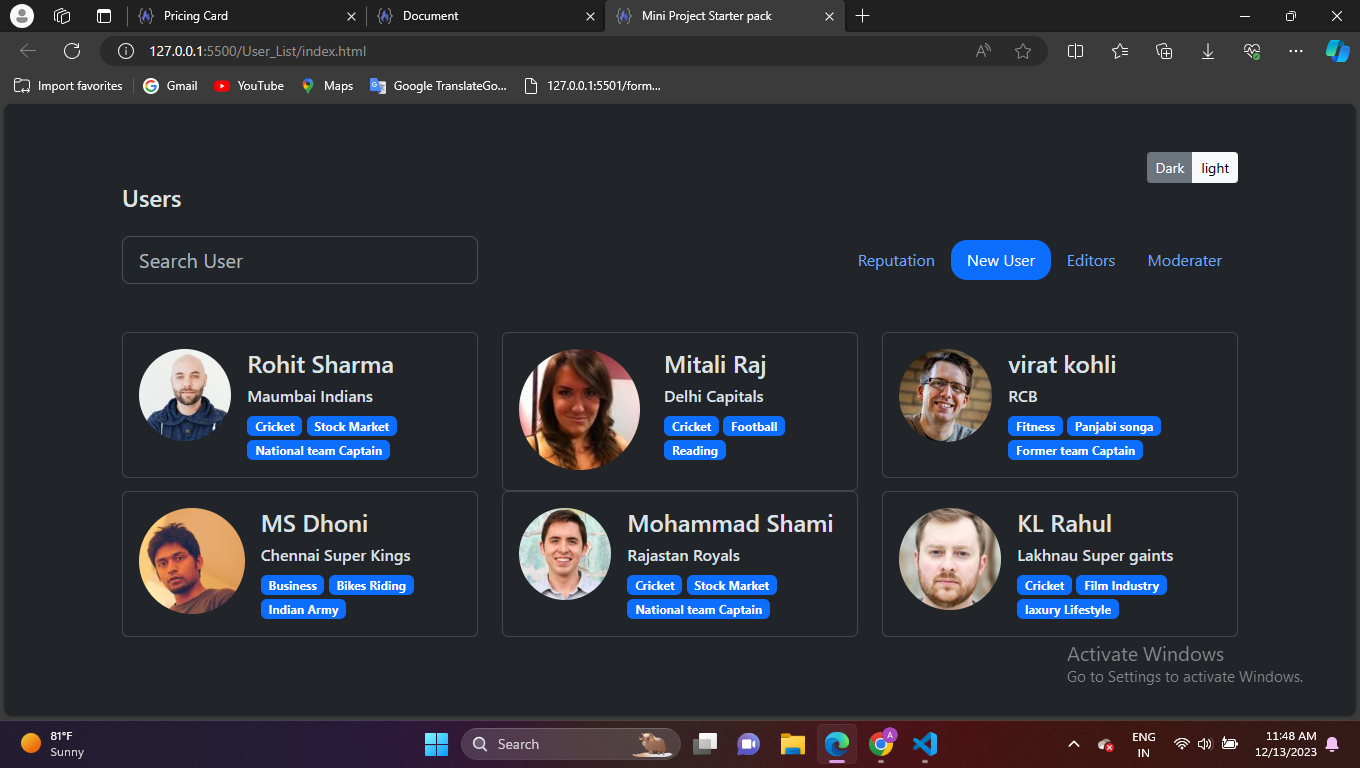 Pricing Card
Document
Mini Project Starter pack
127.0.0.1:5500/User_List/index.html
Import favorites
Gmail
YouTube
Maps
Google TranslateGo...
127.0.0.1:5501/form...
Dark light
Users
Search User
Reputation New User Editors Moderater
Rohit Sharma
Maumbai Indians
Cricket Stock Market
National team Captain
Mitali Raj
Delhi Capitals
Cricket Football
Reading
virat kohli
RCB
Fitness Panjabi songa
Former team Captain
MS Dhoni
Chennai Super Kings
Business Bikes Riding
Indian Army
Mohammad Shami
Rajastan Royals
Cricket Stock Market
National team Captain
KL Rahul
Lakhnau Super gaints
Cricket Film Industry
laxury Lifestyle
Activate Windows
Go to Settings to activate Windows.
81°F
Sunny
Search
A
ENG
IN
11:48 AM
12/13/2023